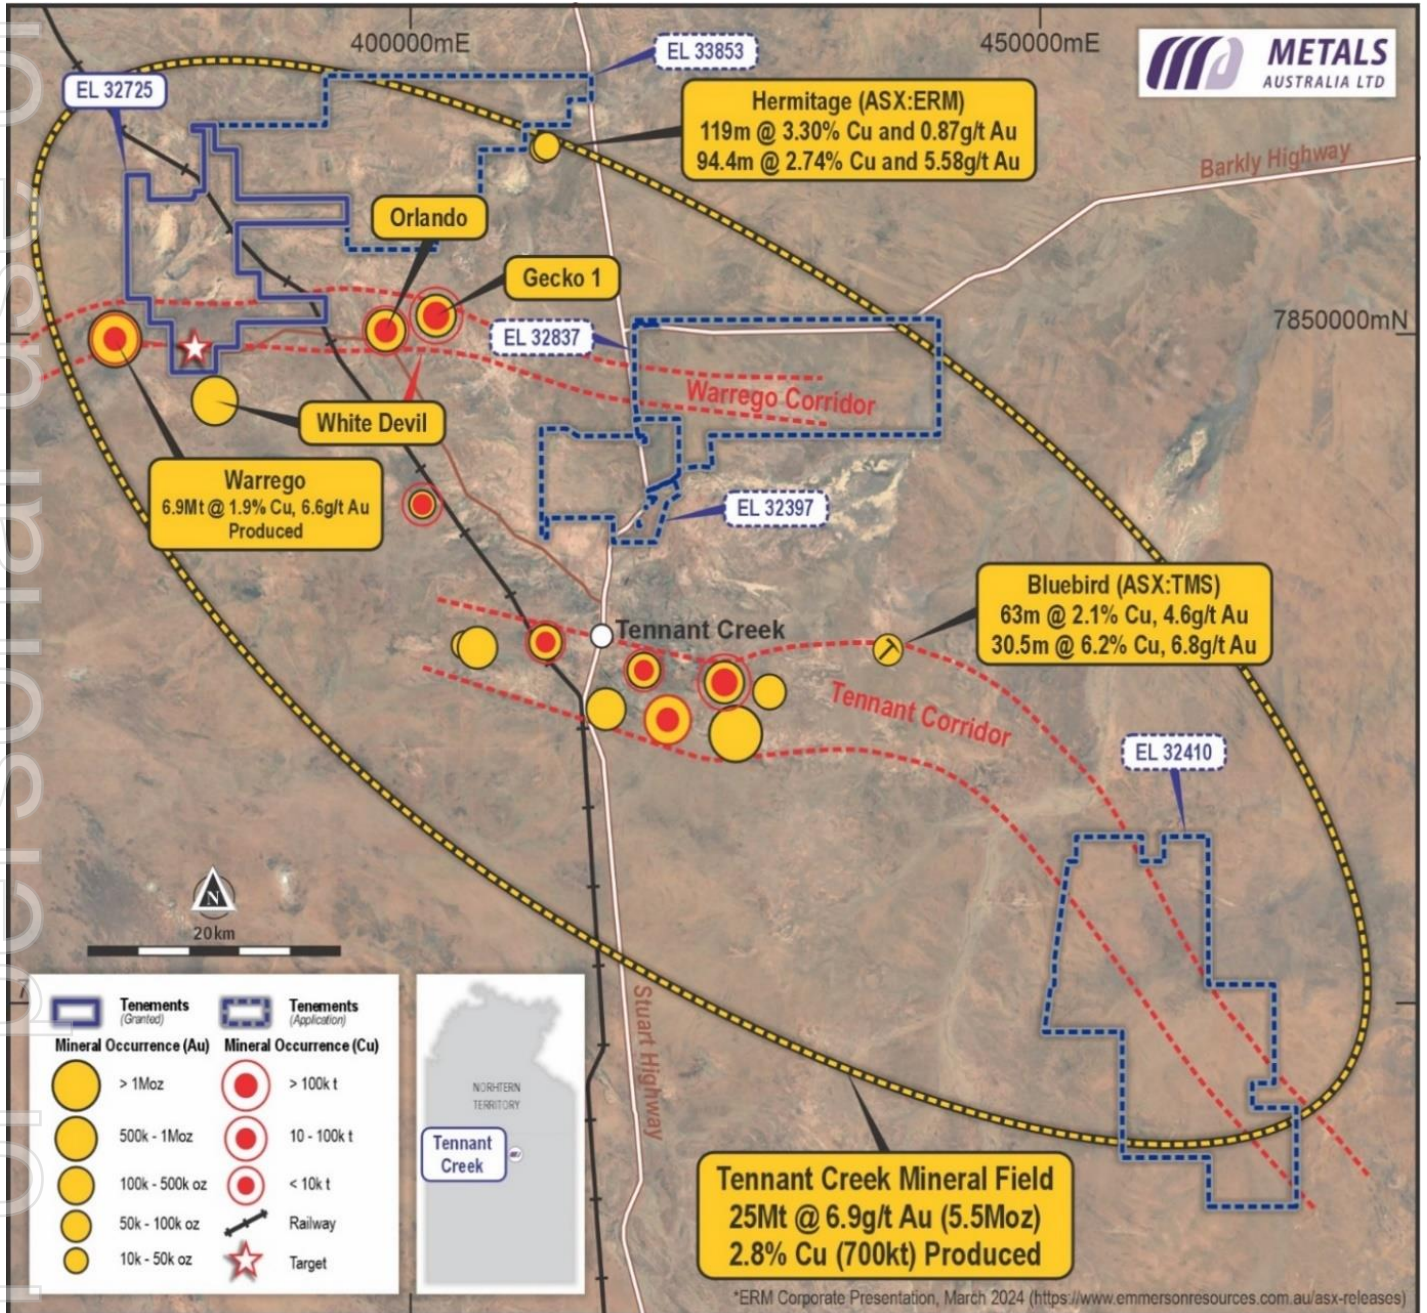 For personal use only
400000mE
450000mE
EL 33853
METALS
AUSTRALIA LTD
EL 32725
Hermitage (ASX:ERM)
119m @ 3.30% Cu and 0.87g/t Au
94.4m @ 2.74% Cu and 5.58g/t Au
Barkly Highway
Orlando
Gecko 1
7850000mN
EL 32837
Warrego Corridor
White Devil
Warrego
6.9Mt @ 1.9% Cu, 6.6g/t Au
Produced
EL 32397
Bluebird (ASX:TMS)
63m @ 2.1% Cu, 4.6g/t Au
30.5m @ 6.2% Cu, 6.8g/t Au
Tennant Creek
Tennant Corridor
EL 32410
N
20km
Stuart Highway
Tenements
(Granted)
Tenements
(Application)
Mineral Occurrence (Au)
Mineral Occurrence (Cu)
> 1Moz
> 100k t
500k - 1Moz
10 - 100k t
100k - 500k oz
< 10k t
50k - 100k oz
Railway
10k - 50k oz
Target
NORHTERN
TERRITORY
Tennant
Creek
Tennant Creek Mineral Field
25Mt @ 6.9g/t Au (5.5Moz)
2.8% Cu (700kt) Produced
*ERM Corporate Presentation, March 2024 (https://www.emmersonresources.com.au/asx-releases)